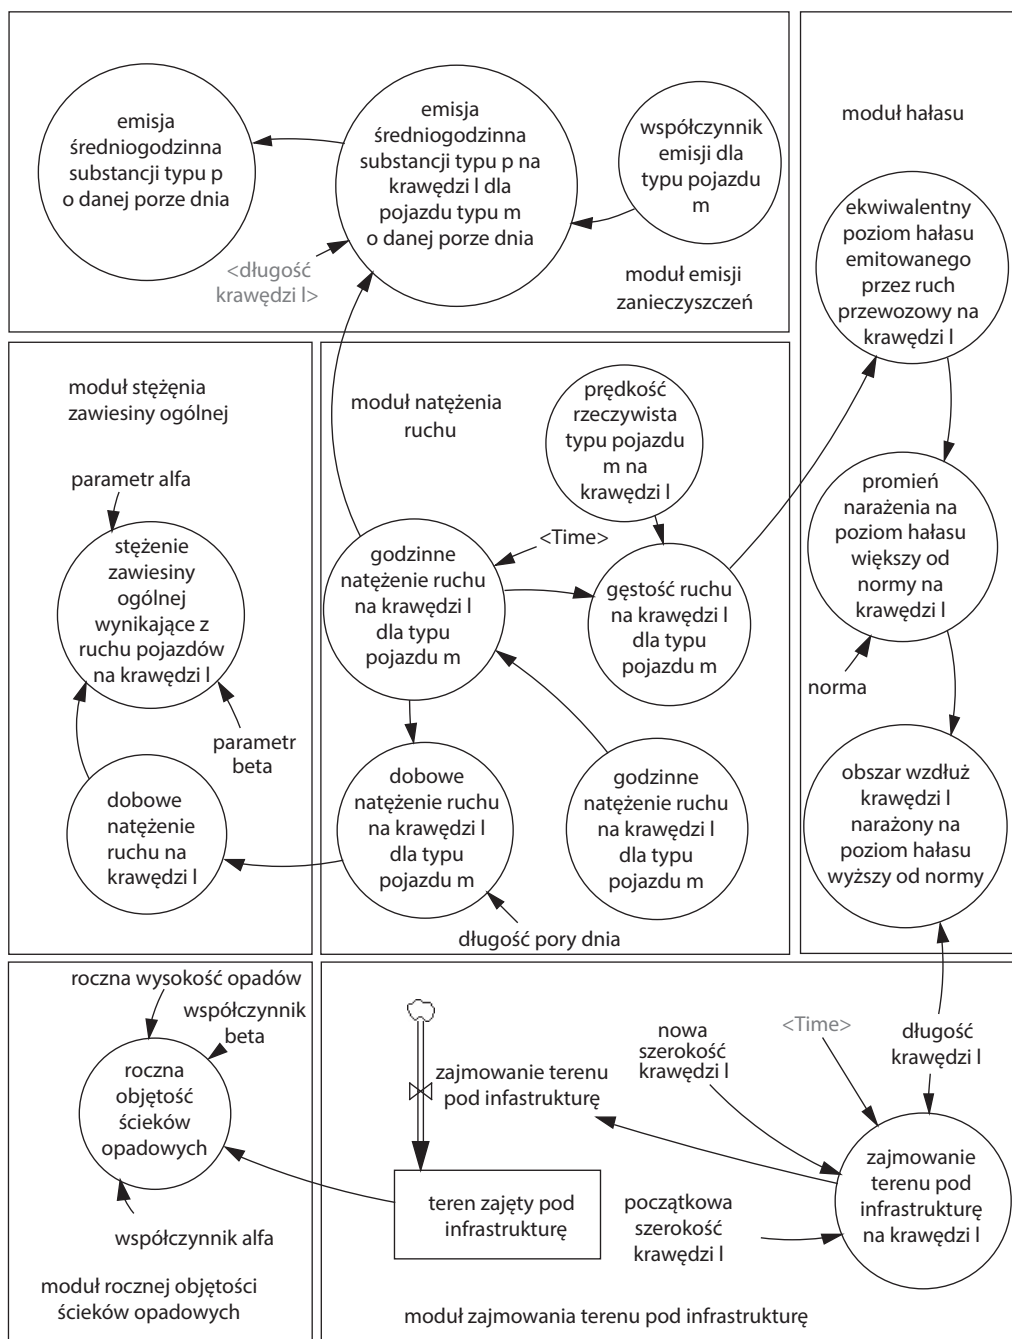 emisja
średniogodzinna
substancji typu p
o danej porze dnia
emisja
średniogodzinna
substancji typu p na
krawędzi l dla
pojazdu typu m
o danej porze dnia
współczynnik
emisji dla
typu pojazdu
m
<długość
krawędzi l>
moduł emisji
zanieczyszczeń
moduł hałasu
ekwiwalentny
poziom hałasu
emitowanego
przez ruch
przewozowy na
krawędzi l
promień
narażenia na
poziom hałasu
większy od
normy na
krawędzi l
norma
obszar wzdłuż
krawędzi l
narażony na
poziom hałasu
wyższy od normy
moduł stężęnia
zawiesiny ogólnej
parametr alfa
stężenie
zawiesiny
ogólnej
wynikające z
ruchu pojazdów
na krawędzi l
parametr
beta
dobowe
natężenie
ruchu na
krawędzi l
moduł natężenia
ruchu
prędkość
rzeczywista
typu pojazdu
m na
krawędzi l
<Time>
godzinne
natężenie ruchu
na krawędzi l
dla typu
pojazdu m
gęstość ruchu
na krawędzi l
dla typu
pojazdu m
dobowe
natężenie ruchu
na krawędzi l
dla typu
pojazdu m
godzinne
natężenie ruchu
na krawędzi l
dla typu
pojazdu m
długość pory dnia
roczna wysokość opadów
współczynnik
beta
roczna
objętość
ścieków
opadowych
współczynnik alfa
moduł rocznej objętości
ścieków opadowych
zajmowanie terenu
pod infastrukturę
nowa
szerokość
krawędzi l
<Time>
długość
krawędzi l
teren zajęty pod
infrastrukturę
początkowa
szerokość
krawędzi l
zajmowanie
terenu pod
infrastrukturę
na krawędzi l
moduł zajmowania terenu pod infrastrukturę